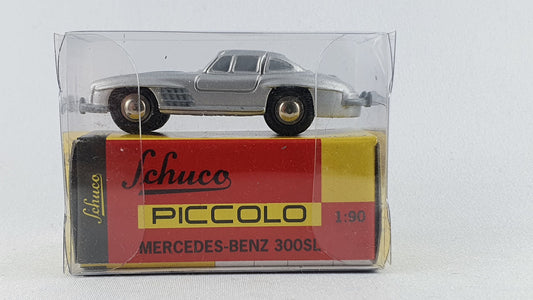 Schuco
Schuco
PICCOLO
1:90
MERCEDES-BENZ 300SL